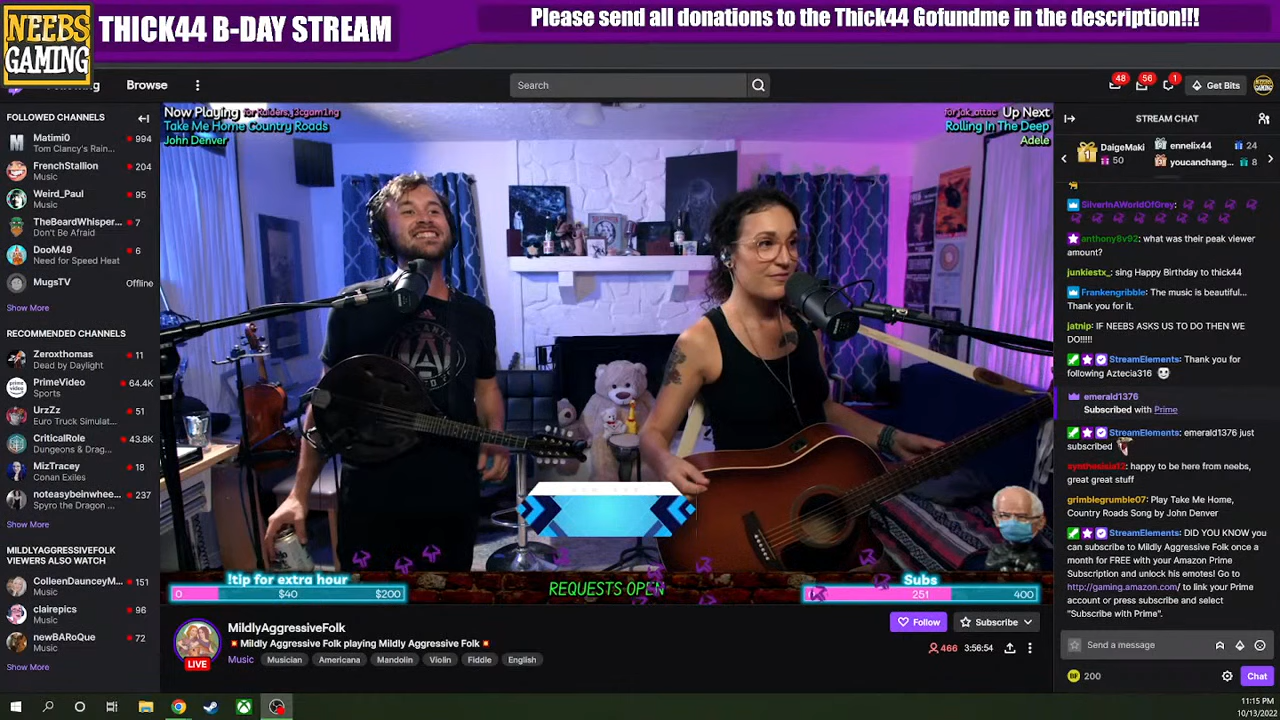 NEEBS
GAMING
THICK44 B-DAY STREAM
Please send all donations to the Thick44 Gofundme in the description!!!
Browse
Search
48
56
1
Get Bits
FOLLOWED CHANNELS
Matimi0
994
Tom Clancy's Rain...
FrenchStallion
204
Music
Weird_Paul
95
Music
TheBeardWhisper...
7
Don't Be Afraid
DooM49
6
Need for Speed Heat
MugsTV
Offline
Show More
RECOMMENDED CHANNELS
Zeroxthomas
11
Dead by Daylight
PrimeVideo
64.4K
Sports
UrzZz
51
Euro Truck Simulat...
CriticalRole
43.8K
Dungeons & Drag...
MizTracey
18
Conan Exiles
noteasybeinwhee...
237
Spyro the Dragon
Show More
MILDLYAGGRESSIVEFOLK
VIEWERS ALSO WATCH
ColleenDaunceyM...
151
Music
clairepics
96
Music
newBARoQue
72
Music
Show More
Now Playing for Raiders, j3cgam1ng
Take Me Home Country Roads
John Denver
for jak_attac Up Next
Rolling In The Deep
Adele
!tip for extra hour
0 $40 $200
REQUESTS OPEN
Subs
251 400
MildlyAggressiveFolk
Mildly Aggressive Folk playing Mildly Aggressive Folk
LIVE
Music Musician Americana Mandolin Violin Fiddle English
Follow
Subscribe
466
3:56:54
STREAM CHAT
1
DaigeMaki
50
ennelix44
24
youcanchang...
8
SilverInAWorldOfGrey:
anthony8v92: what was their peak viewer
amount?
junkiestx_: sing Happy Birthday to thick44
Frankengribble: The music is beautiful...
Thank you for it.
jatnip: IF NEEBS ASKS US TO DO THEN WE
DO!!!!!
StreamElements: Thank you for
following Aztecia316
emerald1376
Subscribed with Prime
StreamElements: emerald1376 just
subscribed
synthenisia12: happy to be here from neebs,
great great stuff
grimblegrumble07: Play Take Me Home,
Country Roads Song by John Denver
StreamElements: DID YOU KNOW
you can subscribe to Mildly Aggressive Folk once a
month for FREE with your Amazon Prime
Subscription and unlock his emotes! Go to
http://gaming.amazon.com/ to link your Prime
account or press subscribe and select
"Subscribe with Prime".
Send a message
200
Chat
11:15 PM
10/13/2022